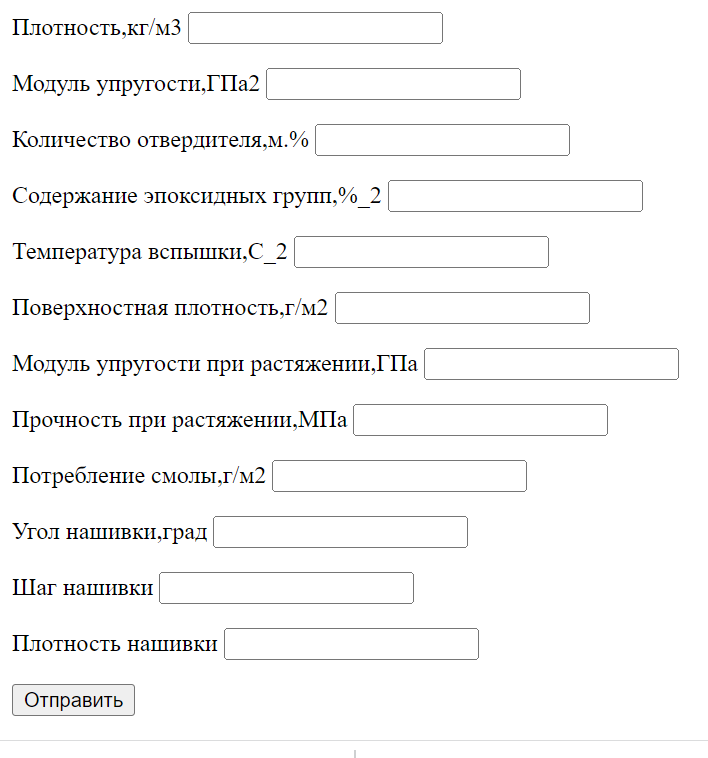 Плотность,кг/м3
Модуль упругости,ГПа2
Количество отвердителя,м.%
Содержание эпоксидных групп,%_2
Температура вспышки,С_2
Поверхностная плотность,г/м2
Модуль упругости при растяжении,ГПа
Прочность при растяжении,МПа
Потребление смолы,г/м2
Угол нашивки,град
Шаг нашивки
Плотность нашивки
Отправить